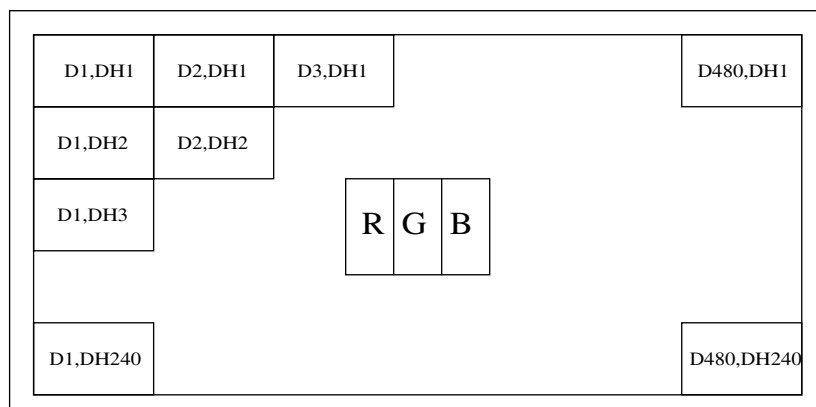 D1,DH1 D2,DH1 D3,DH1 D480,DH1
D1,DH2 D2,DH2
D1,DH3
R G B
D1,DH240 D480,DH240